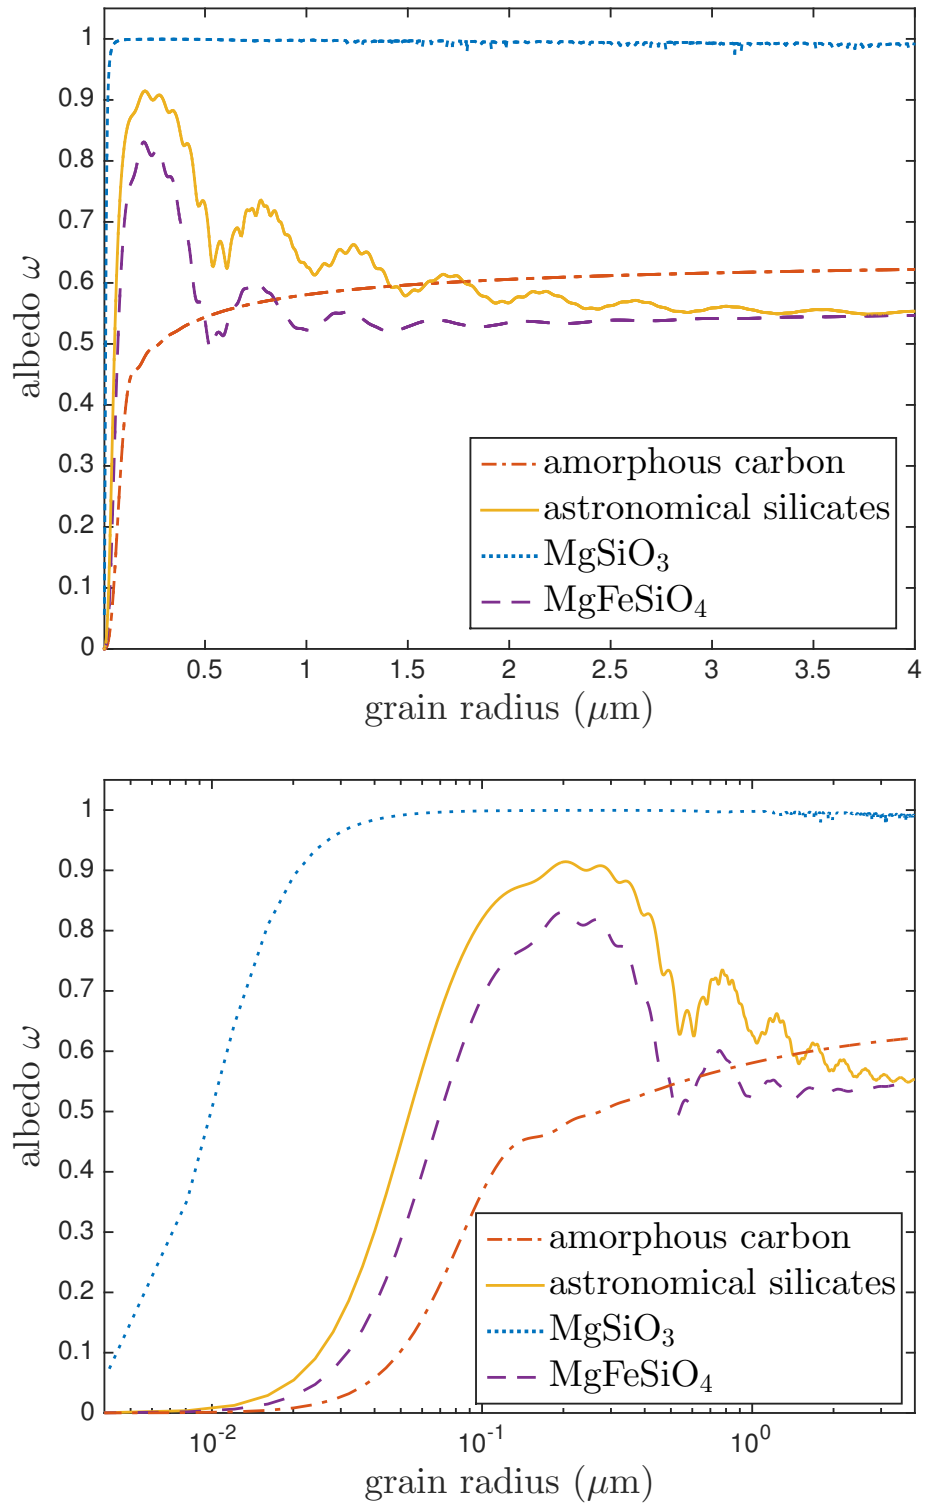 1
0.9
0.8
0.7
0.6
0.5
0.4
0.3
0.2
0.1
0
albedo ω
amorphous carbon
astronomical silicates
MgSiO₃
MgFeSiO₄
0.5 1 1.5 2 2.5 3 3.5 4
grain radius (μm)
1
0.9
0.8
0.7
0.6
0.5
0.4
0.3
0.2
0.1
0
albedo ω
amorphous carbon
astronomical silicates
MgSiO₃
MgFeSiO₄
10⁻² 10⁻¹ 10⁰
grain radius (μm)